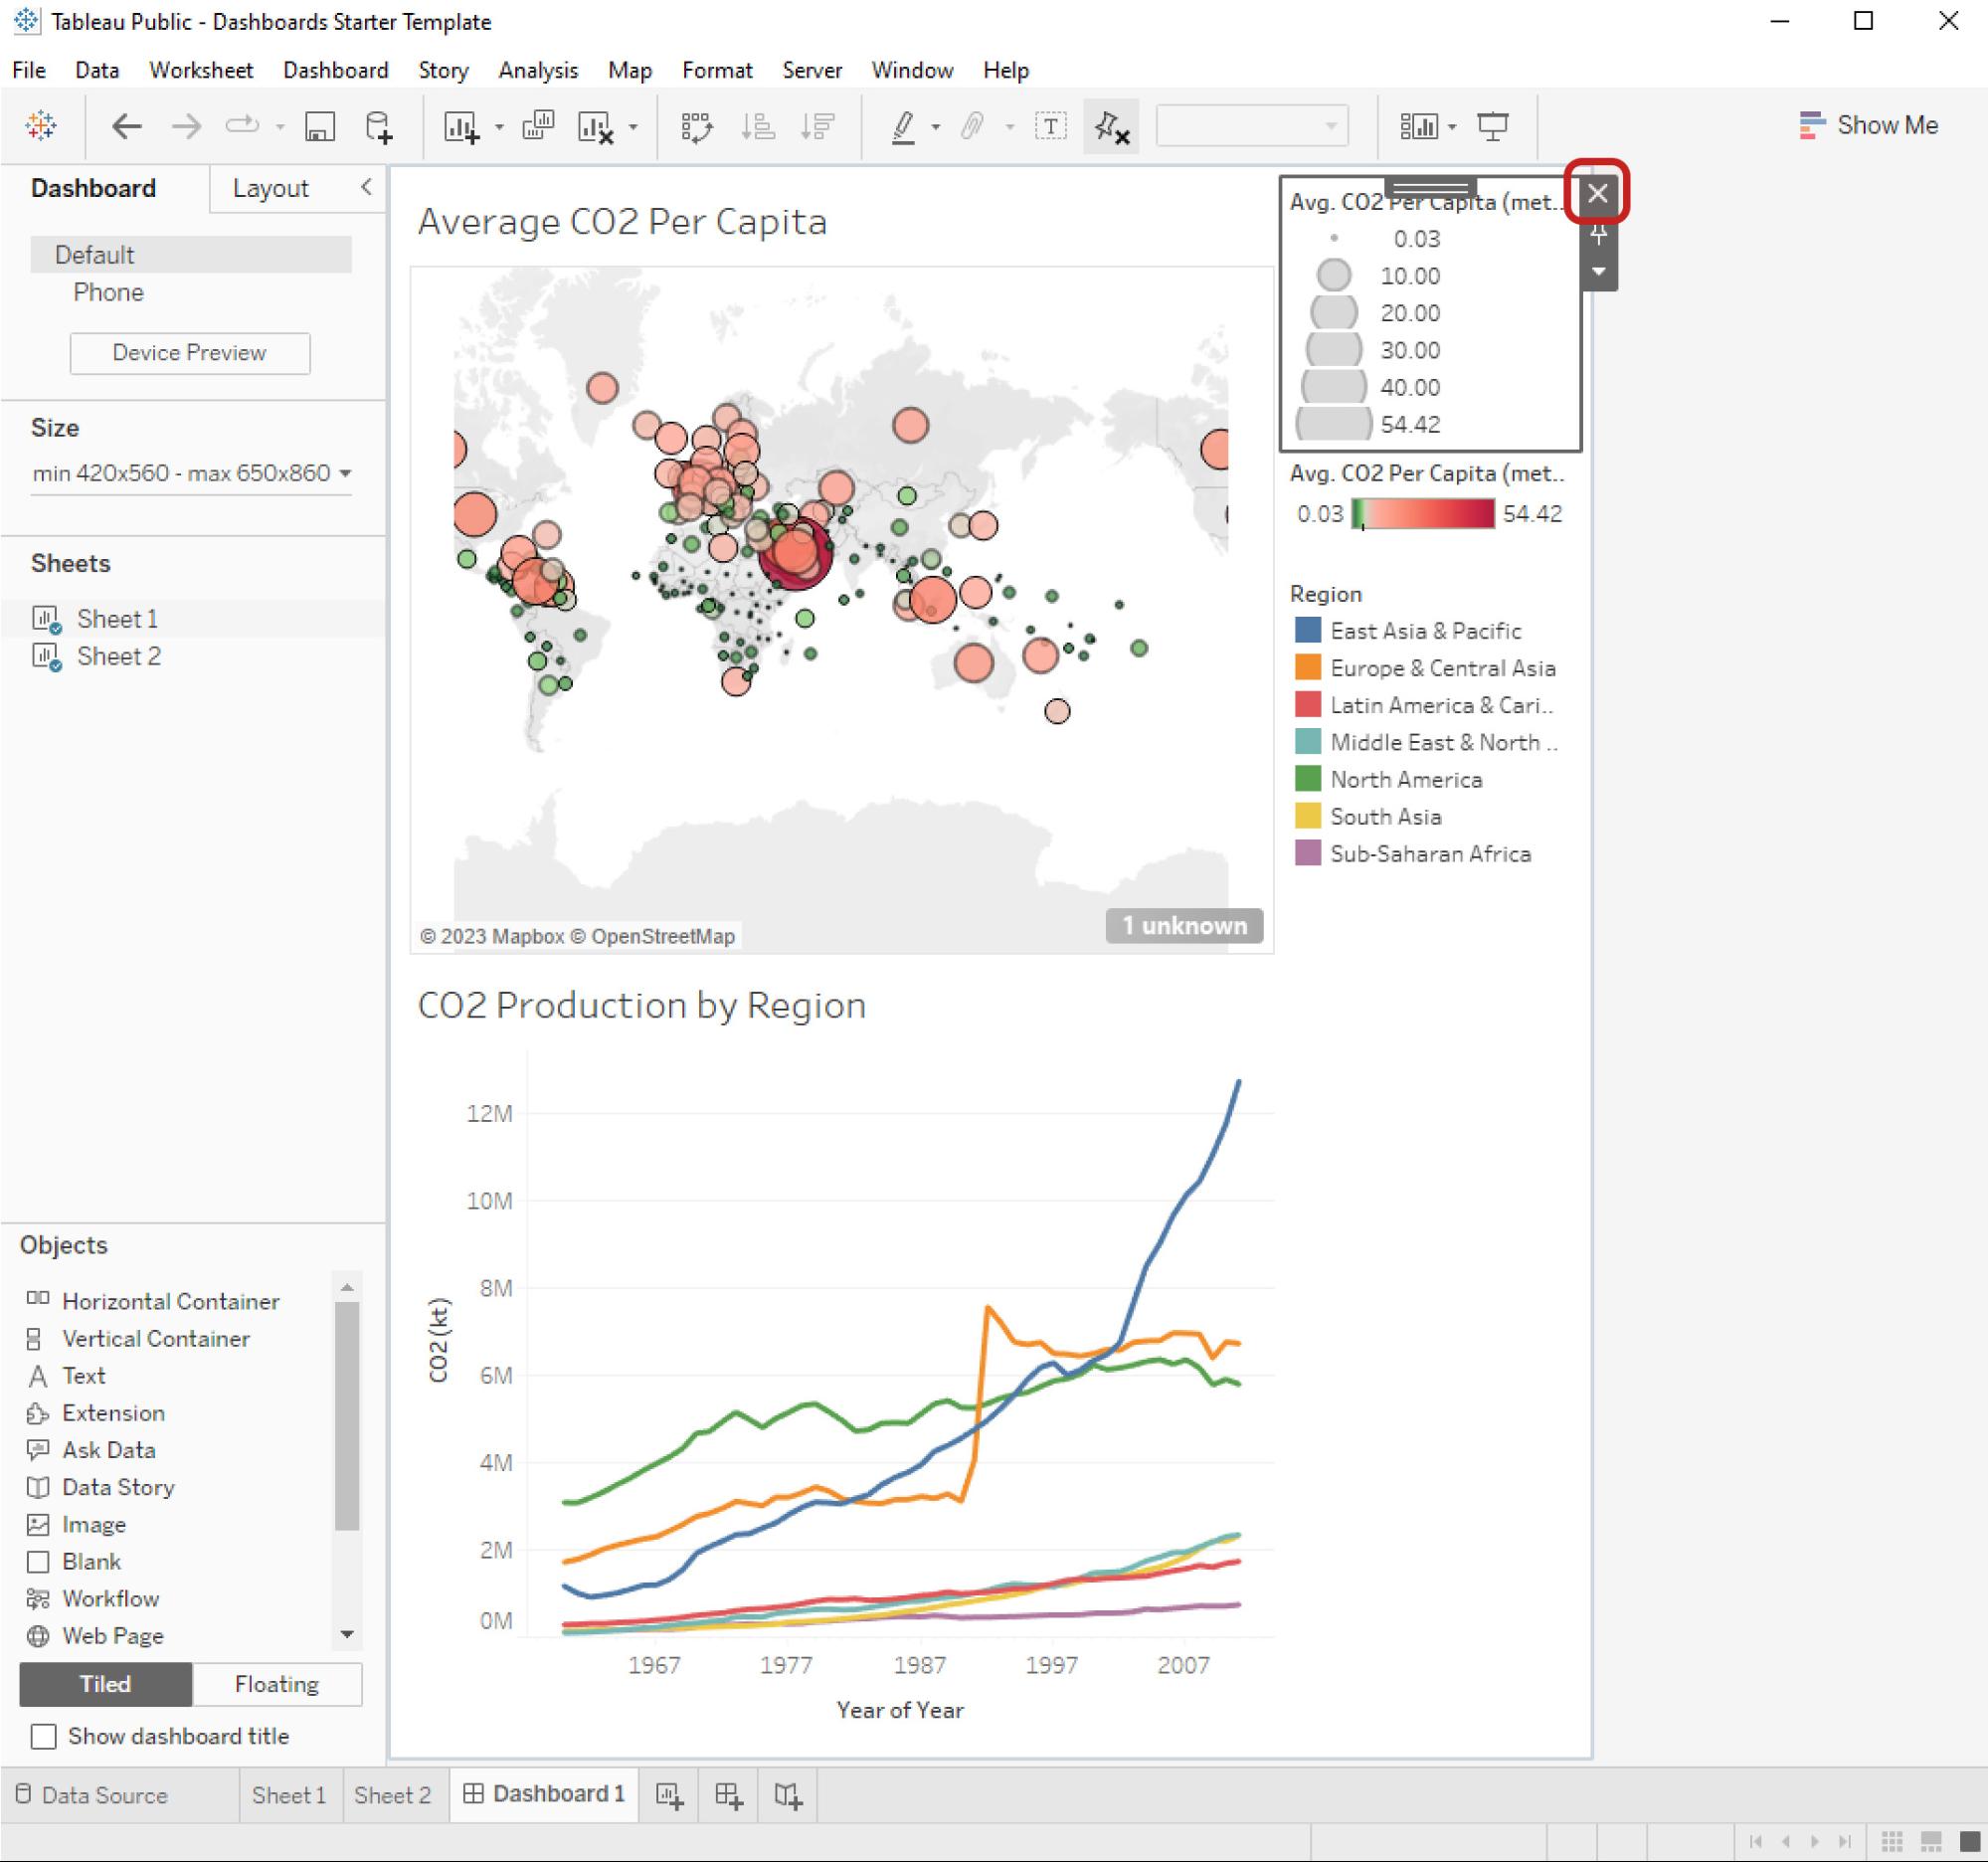 Tableau Public - Dashboards Starter Template
File Data Worksheet Dashboard Story Analysis Map Format Server Window Help
T
Show Me
Dashboard
Layout
Default
Phone
Device Preview
Size
min 420x560 - max 650x860
Sheets
Sheet 1
Sheet 2
Objects
Horizontal Container
Vertical Container
Text
Extension
Ask Data
Data Story
Image
Blank
Workflow
Web Page
Tiled
Floating
Show dashboard title
Average CO2 Per Capita
© 2023 Mapbox © OpenStreetMap
1 unknown
Avg. CO2 Per Capita (met..
0.03
10.00
20.00
30.00
40.00
54.42
Avg. CO2 Per Capita (met..
0.03 54.42
Region
East Asia & Pacific
Europe & Central Asia
Latin America & Cari..
Middle East & North ..
North America
South Asia
Sub-Saharan Africa
CO2 Production by Region
12M
10M
8M
6M
4M
2M
0M
CO2 (kt)
1967 1977 1987 1997 2007
Year of Year
Data Source Sheet 1 Sheet 2 Dashboard 1